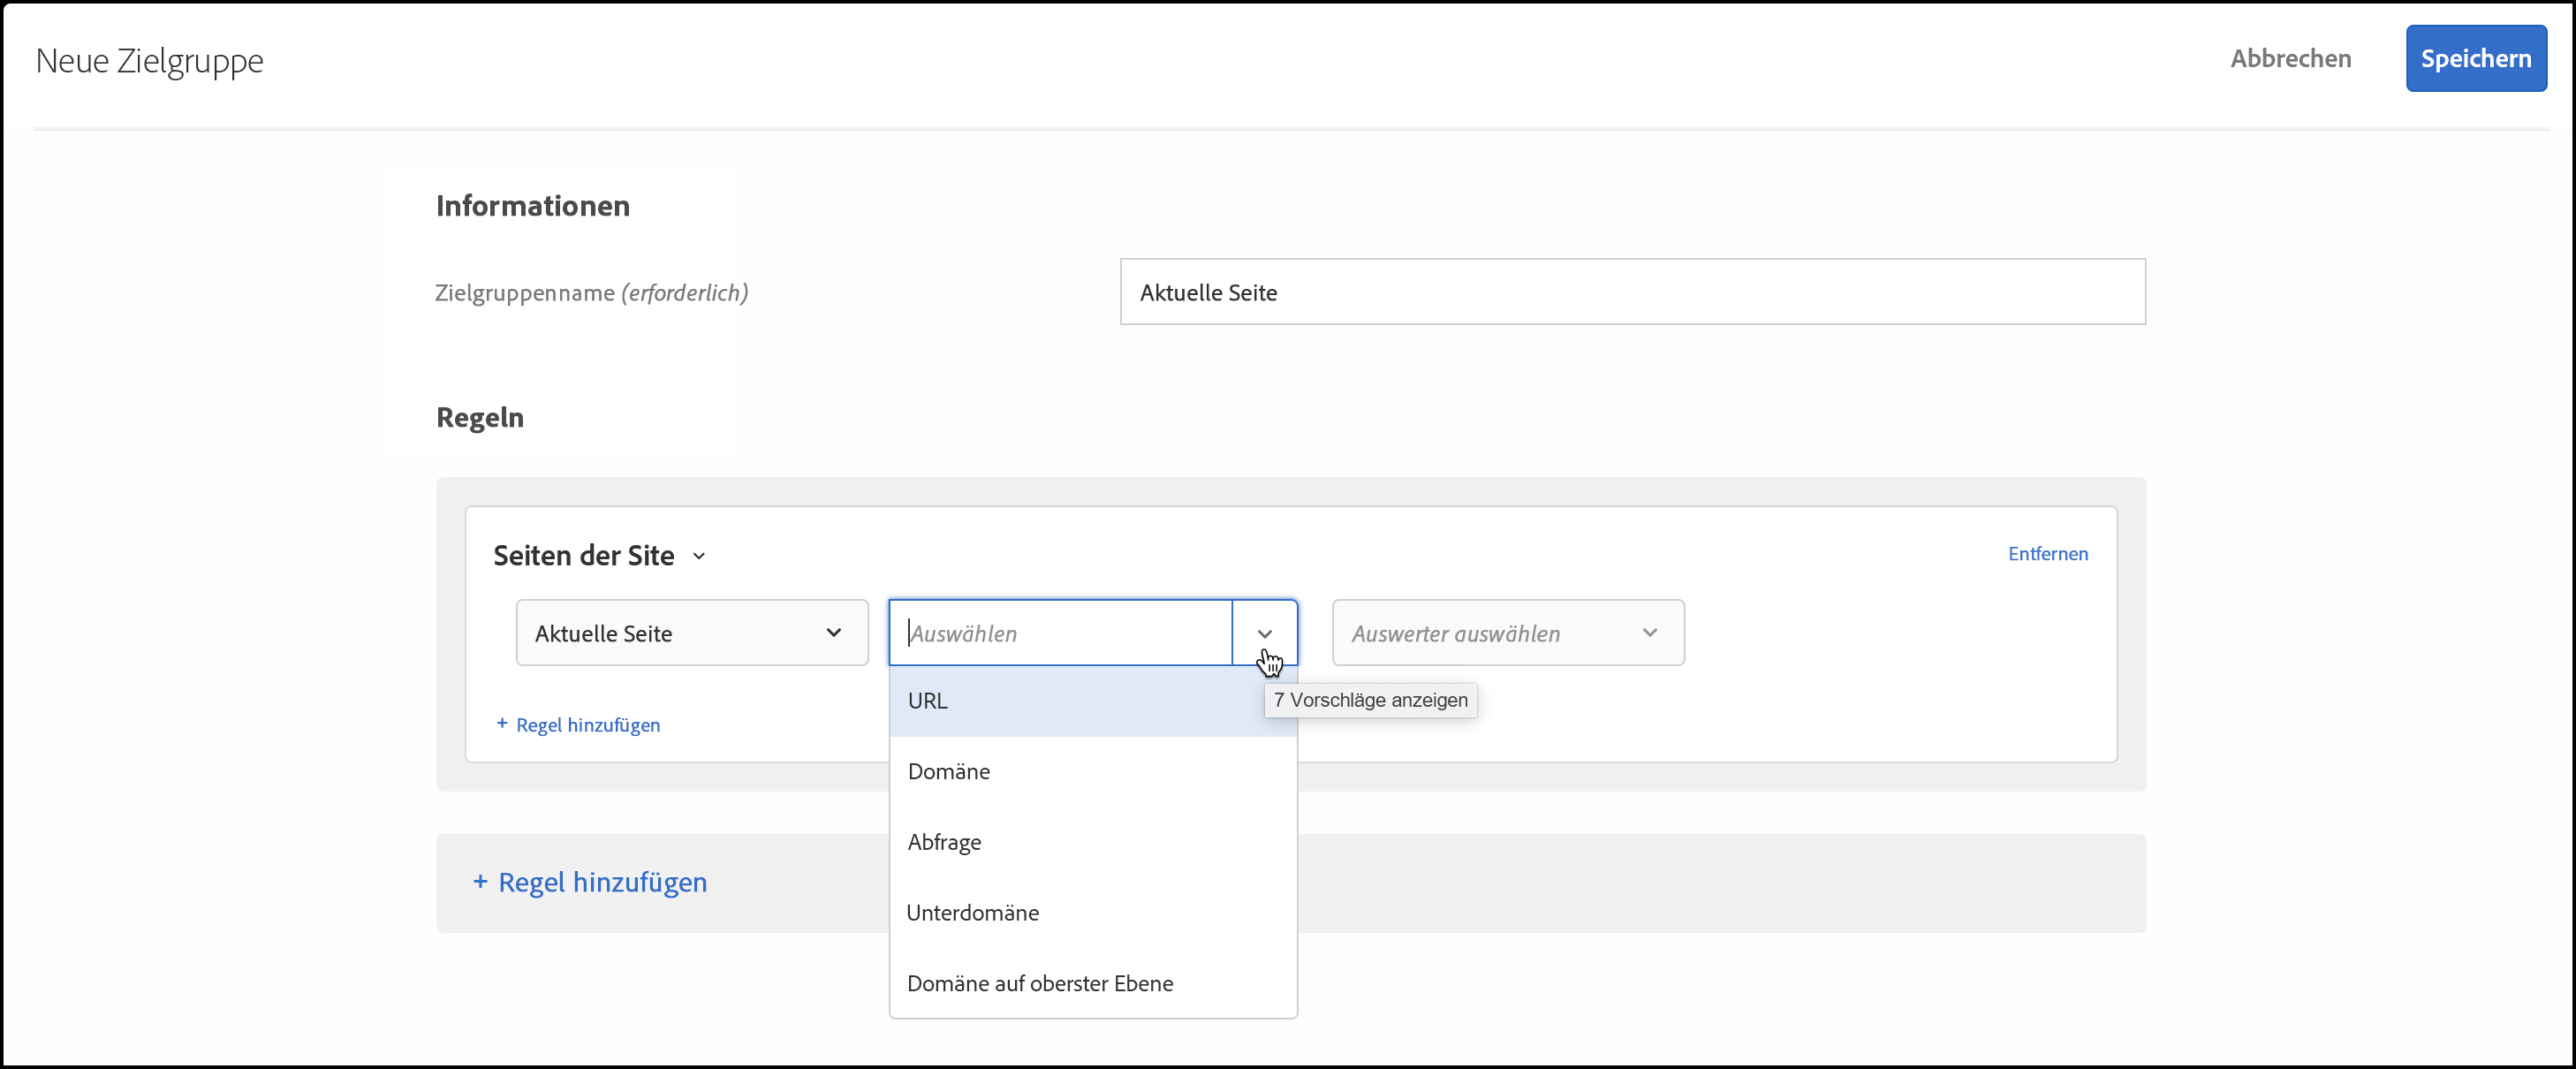 Neue Zielgruppe
Abbrechen
Speichern
Informationen
Zielgruppenname (erforderlich)
Aktuelle Seite
Regeln
Seiten der Site
Entfernen
Aktuelle Seite
Auswählen
Auswerter auswählen
7 Vorschläge anzeigen
URL
Domäne
Abfrage
Unterdomäne
Domäne auf oberster Ebene
+ Regel hinzufügen
+ Regel hinzufügen